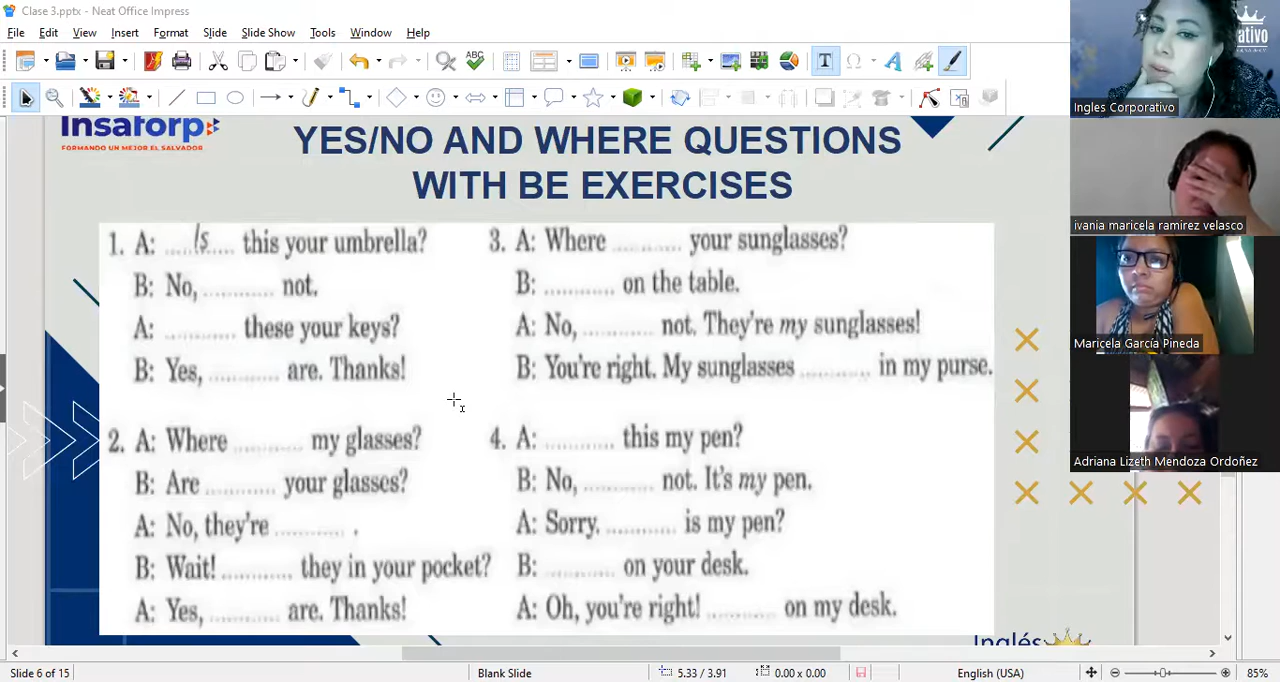 Clase 3.pptx - Neat Office Impress
File Edit View Insert Format Slide Slide Show Tools Window Help
Insaforp
FORMANDO UN MEJOR EL SALVADOR
YES/NO AND WHERE QUESTIONS
WITH BE EXERCISES
1. A: ....Is.... this your umbrella?
B: No, ............ not.
A: ............ these your keys?
B: Yes, ............ are. Thanks!
2. A: Where ............ my glasses?
B: Are ............ your glasses?
A: No, they're ............ .
B: Wait! ............ they in your pocket?
A: Yes, ............ are. Thanks!
3. A: Where ............ your sunglasses?
B: ............ on the table.
A: No, ............ not. They're my sunglasses!
B: You're right. My sunglasses ............ in my purse.
4. A: ............ this my pen?
B: No, ............ not. It's my pen.
A: Sorry. ............ is my pen?
B: ............ on your desk.
A: Oh, you're right! ............ on my desk.
Inglés
ativo
Ingles Corporativo
ivania maricela ramirez velasco
Maricela García Pineda
Adriana Lizeth Mendoza Ordoñez
Slide 6 of 15 Blank Slide 5.33 / 3.91 0.00 x 0.00 English (USA) 85%